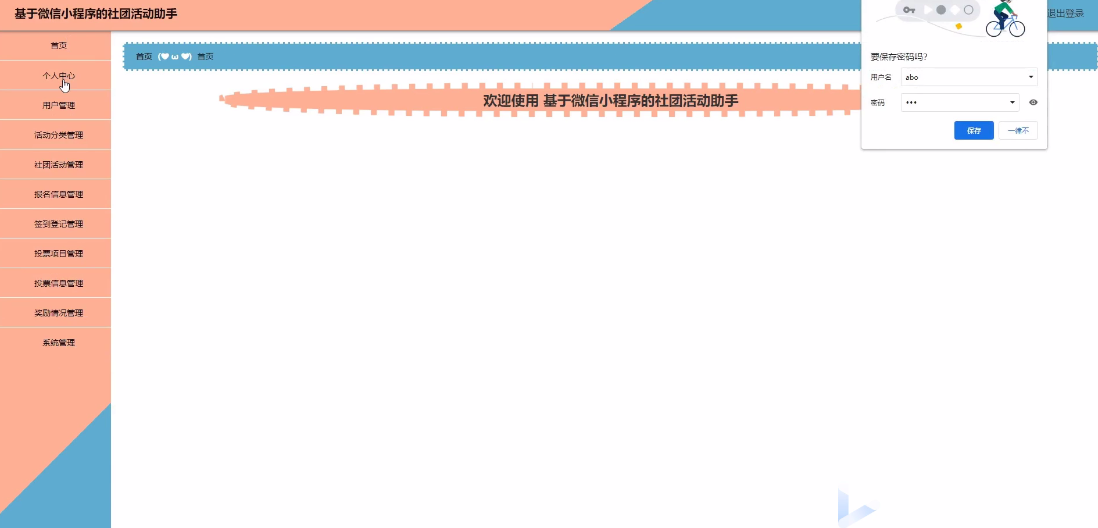 基于微信小程序的社团活动助手
退出登录
首页
个人中心
用户管理
活动分类管理
社团活动管理
报名信息管理
签到登记管理
投票项目管理
投票信息管理
奖励情况管理
系统管理
首页 (♥ ω ♥) 首页
欢迎使用 基于微信小程序的社团活动助手
要保存密码吗?
用户名 abo
密码 •••
保存 一律不